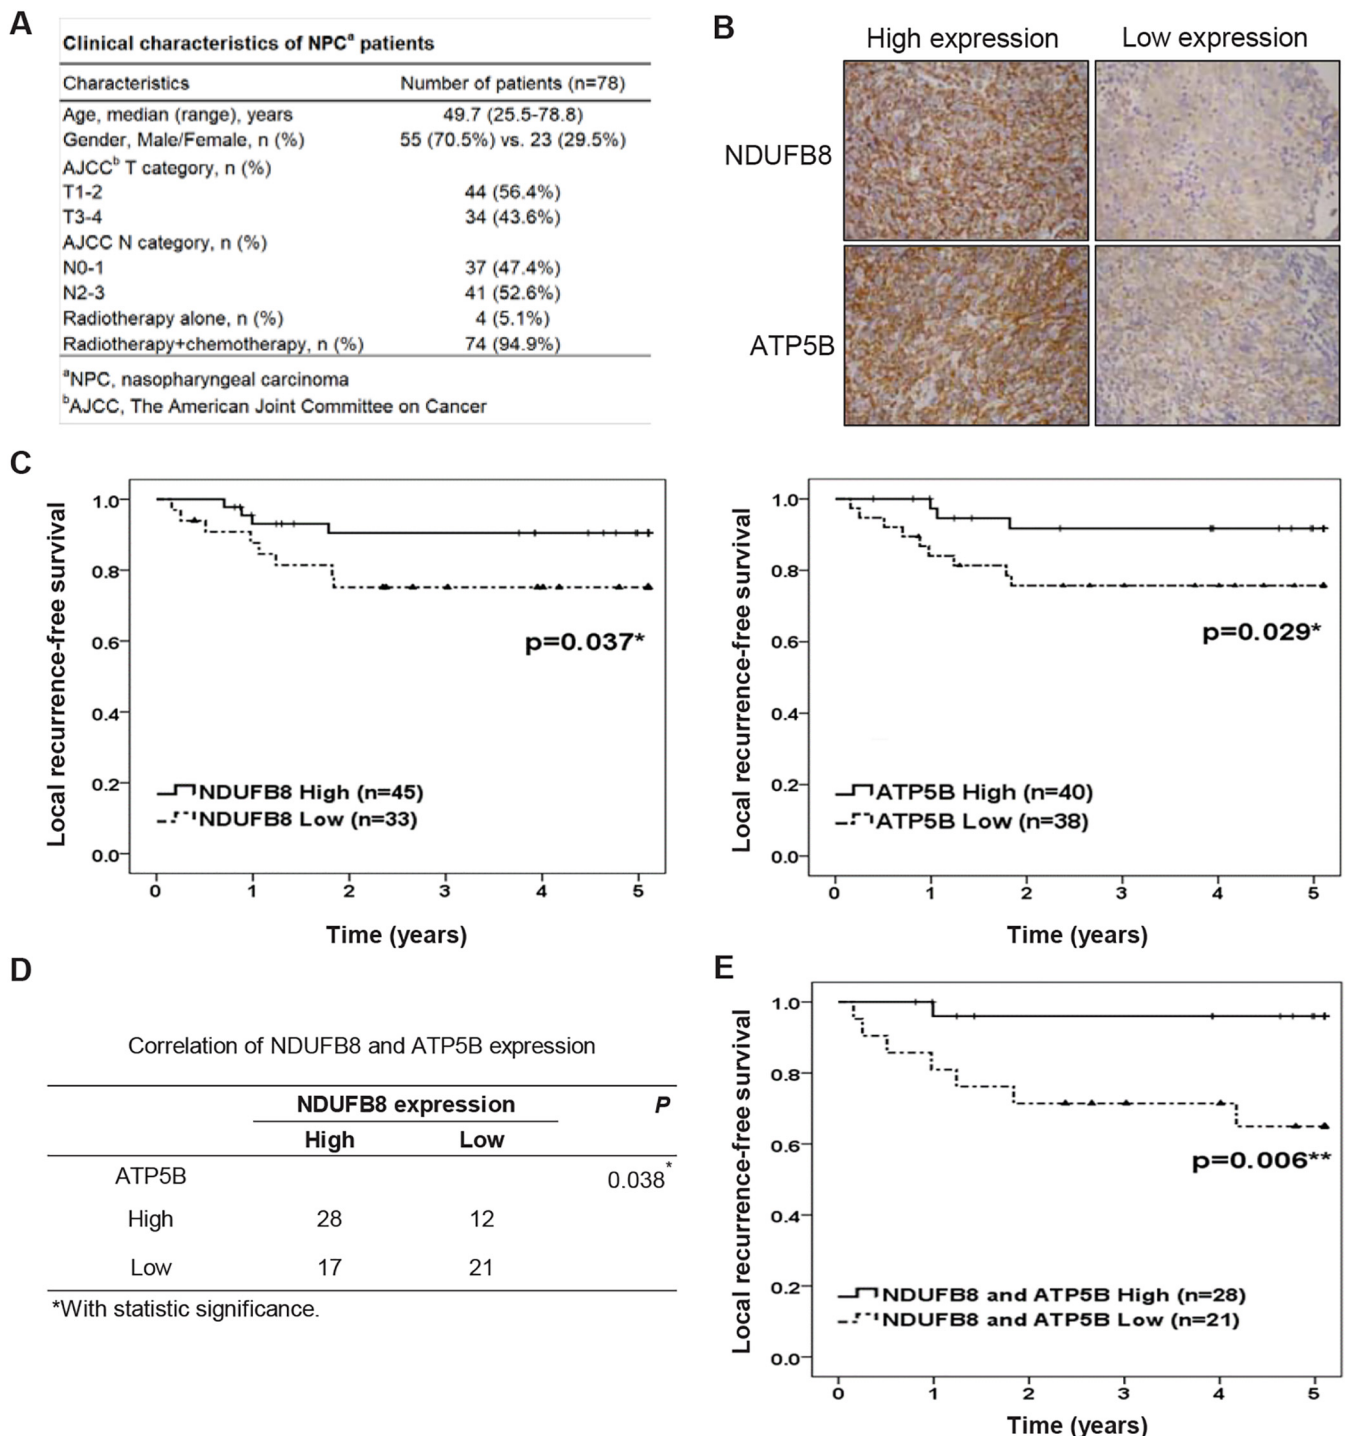 A
Clinical characteristics of NPCa patients
Characteristics Number of patients (n=78)
Age, median (range), years 49.7 (25.5-78.8)
Gender, Male/Female, n (%) 55 (70.5%) vs. 23 (29.5%)
AJCCb T category, n (%)
T1-2 44 (56.4%)
T3-4 34 (43.6%)
AJCC N category, n (%)
N0-1 37 (47.4%)
N2-3 41 (52.6%)
Radiotherapy alone, n (%) 4 (5.1%)
Radiotherapy+chemotherapy, n (%) 74 (94.9%)
aNPC, nasopharyngeal carcinoma
bAJCC, The American Joint Committee on Cancer
B
High expression Low expression
NDUFB8
ATP5B
C
Local recurrence-free survival
1.0
0.8
0.6
0.4
0.2
0.0
p=0.037*
NDUFB8 High (n=45)
NDUFB8 Low (n=33)
0 1 2 3 4 5
Time (years)
Local recurrence-free survival
1.0
0.8
0.6
0.4
0.2
0.0
p=0.029*
ATP5B High (n=40)
ATP5B Low (n=38)
0 1 2 3 4 5
Time (years)
D
Correlation of NDUFB8 and ATP5B expression
NDUFB8 expression P
High Low
ATP5B 0.038*
High 28 12
Low 17 21
*With statistic significance.
E
Local recurrence-free survival
1.0
0.8
0.6
0.4
0.2
0.0
p=0.006**
NDUFB8 and ATP5B High (n=28)
NDUFB8 and ATP5B Low (n=21)
0 1 2 3 4 5
Time (years)